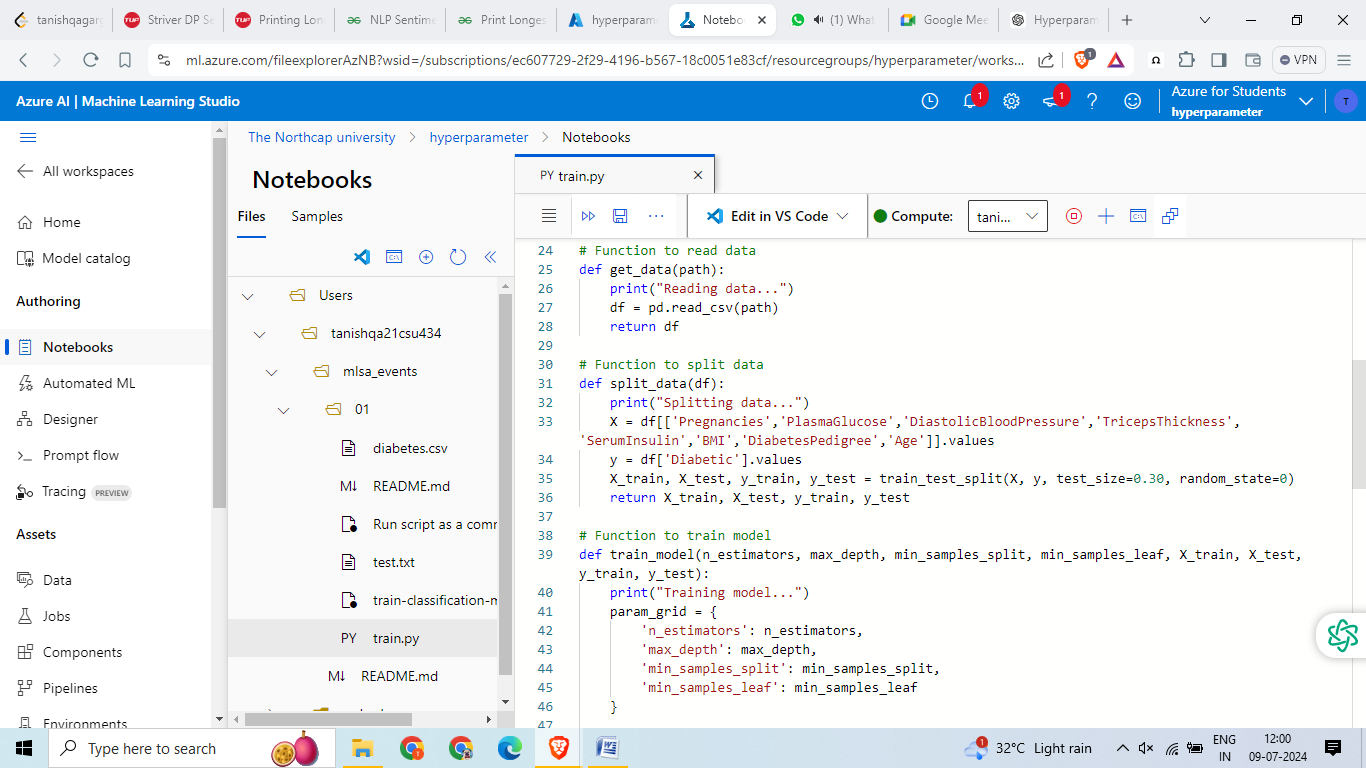 tanishqagarg
Striver DP Se
Printing Lon
NLP Sentime
Print Longes
hyperparame
Notebo
(1) What
Google Mee
Hyperparam
ml.azure.com/fileexplorerAzNB?wsid=/subscriptions/ec607729-2f29-4196-b567-18c0051e83cf/resourcegroups/hyperparameter/works...
1
VPN
Azure AI | Machine Learning Studio
1
1
Azure for Students
hyperparameter
T
All workspaces
Home
Model catalog
Authoring
Notebooks
Automated ML
Designer
Prompt flow
Tracing PREVIEW
Assets
Data
Jobs
Components
Pipelines
Environments
The Northcap university > hyperparameter > Notebooks
Notebooks
Files Samples
Users
tanishqa21csu434
mlsa_events
01
diabetes.csv
README.md
Run script as a comm
test.txt
train-classification-m
PY train.py
README.md
PY train.py
Edit in VS Code
Compute:
tani...
24 # Function to read data
25 def get_data(path):
26 print("Reading data...")
27 df = pd.read_csv(path)
28 return df
29
30 # Function to split data
31 def split_data(df):
32 print("Splitting data...")
33 X = df[['Pregnancies','PlasmaGlucose','DiastolicBloodPressure','TricepsThickness',
'SerumInsulin','BMI','DiabetesPedigree','Age']].values
34 y = df['Diabetic'].values
35 X_train, X_test, y_train, y_test = train_test_split(X, y, test_size=0.30, random_state=0)
36 return X_train, X_test, y_train, y_test
37
38 # Function to train model
39 def train_model(n_estimators, max_depth, min_samples_split, min_samples_leaf, X_train, X_test,
y_train, y_test):
40 print("Training model...")
41 param_grid = {
42 'n_estimators': n_estimators,
43 'max_depth': max_depth,
44 'min_samples_split': min_samples_split,
45 'min_samples_leaf': min_samples_leaf
46 }
47
Type here to search
1
32°C Light rain
ENG
IN
12:00
09-07-2024